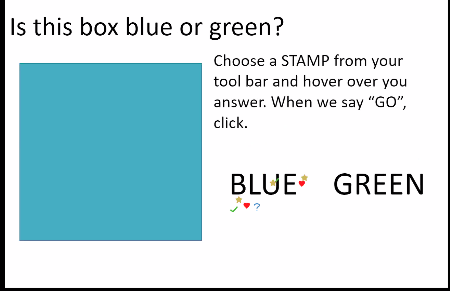 Is this box blue or green?
Choose a STAMP from your
tool bar and hover over you
answer. When we say “GO”,
click.
BLUE GREEN
?